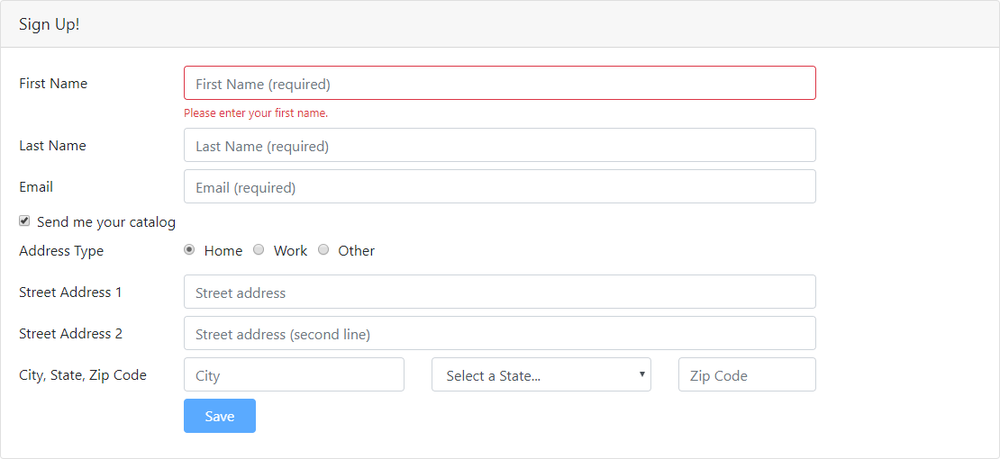 Sign Up!
First Name First Name (required)
Please enter your first name.
Last Name Last Name (required)
Email Email (required)
Send me your catalog
Address Type Home Work Other
Street Address 1 Street address
Street Address 2 Street address (second line)
City, State, Zip Code City Select a State... Zip Code
Save